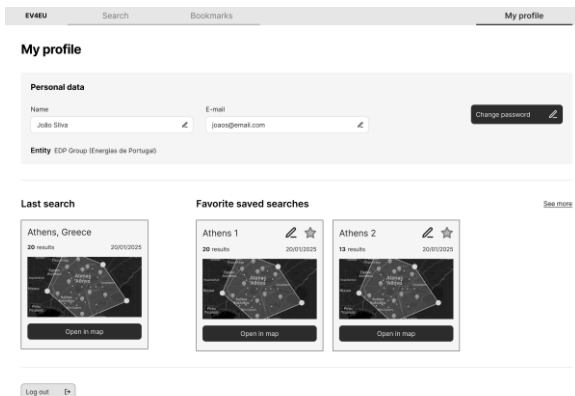 EV4EU Search Bookmarks My profile
My profile
Personal data
Name E-mail
João Silva joaos@email.com Change password
Entity EDP Group (Energias de Portugal)
Last search Favorite saved searches See more
Athens, Greece Athens 1 Athens 2
20 results 20/01/2025 20 results 20/01/2025 13 results 20/01/2025
Open in map Open in map Open in map
Log out